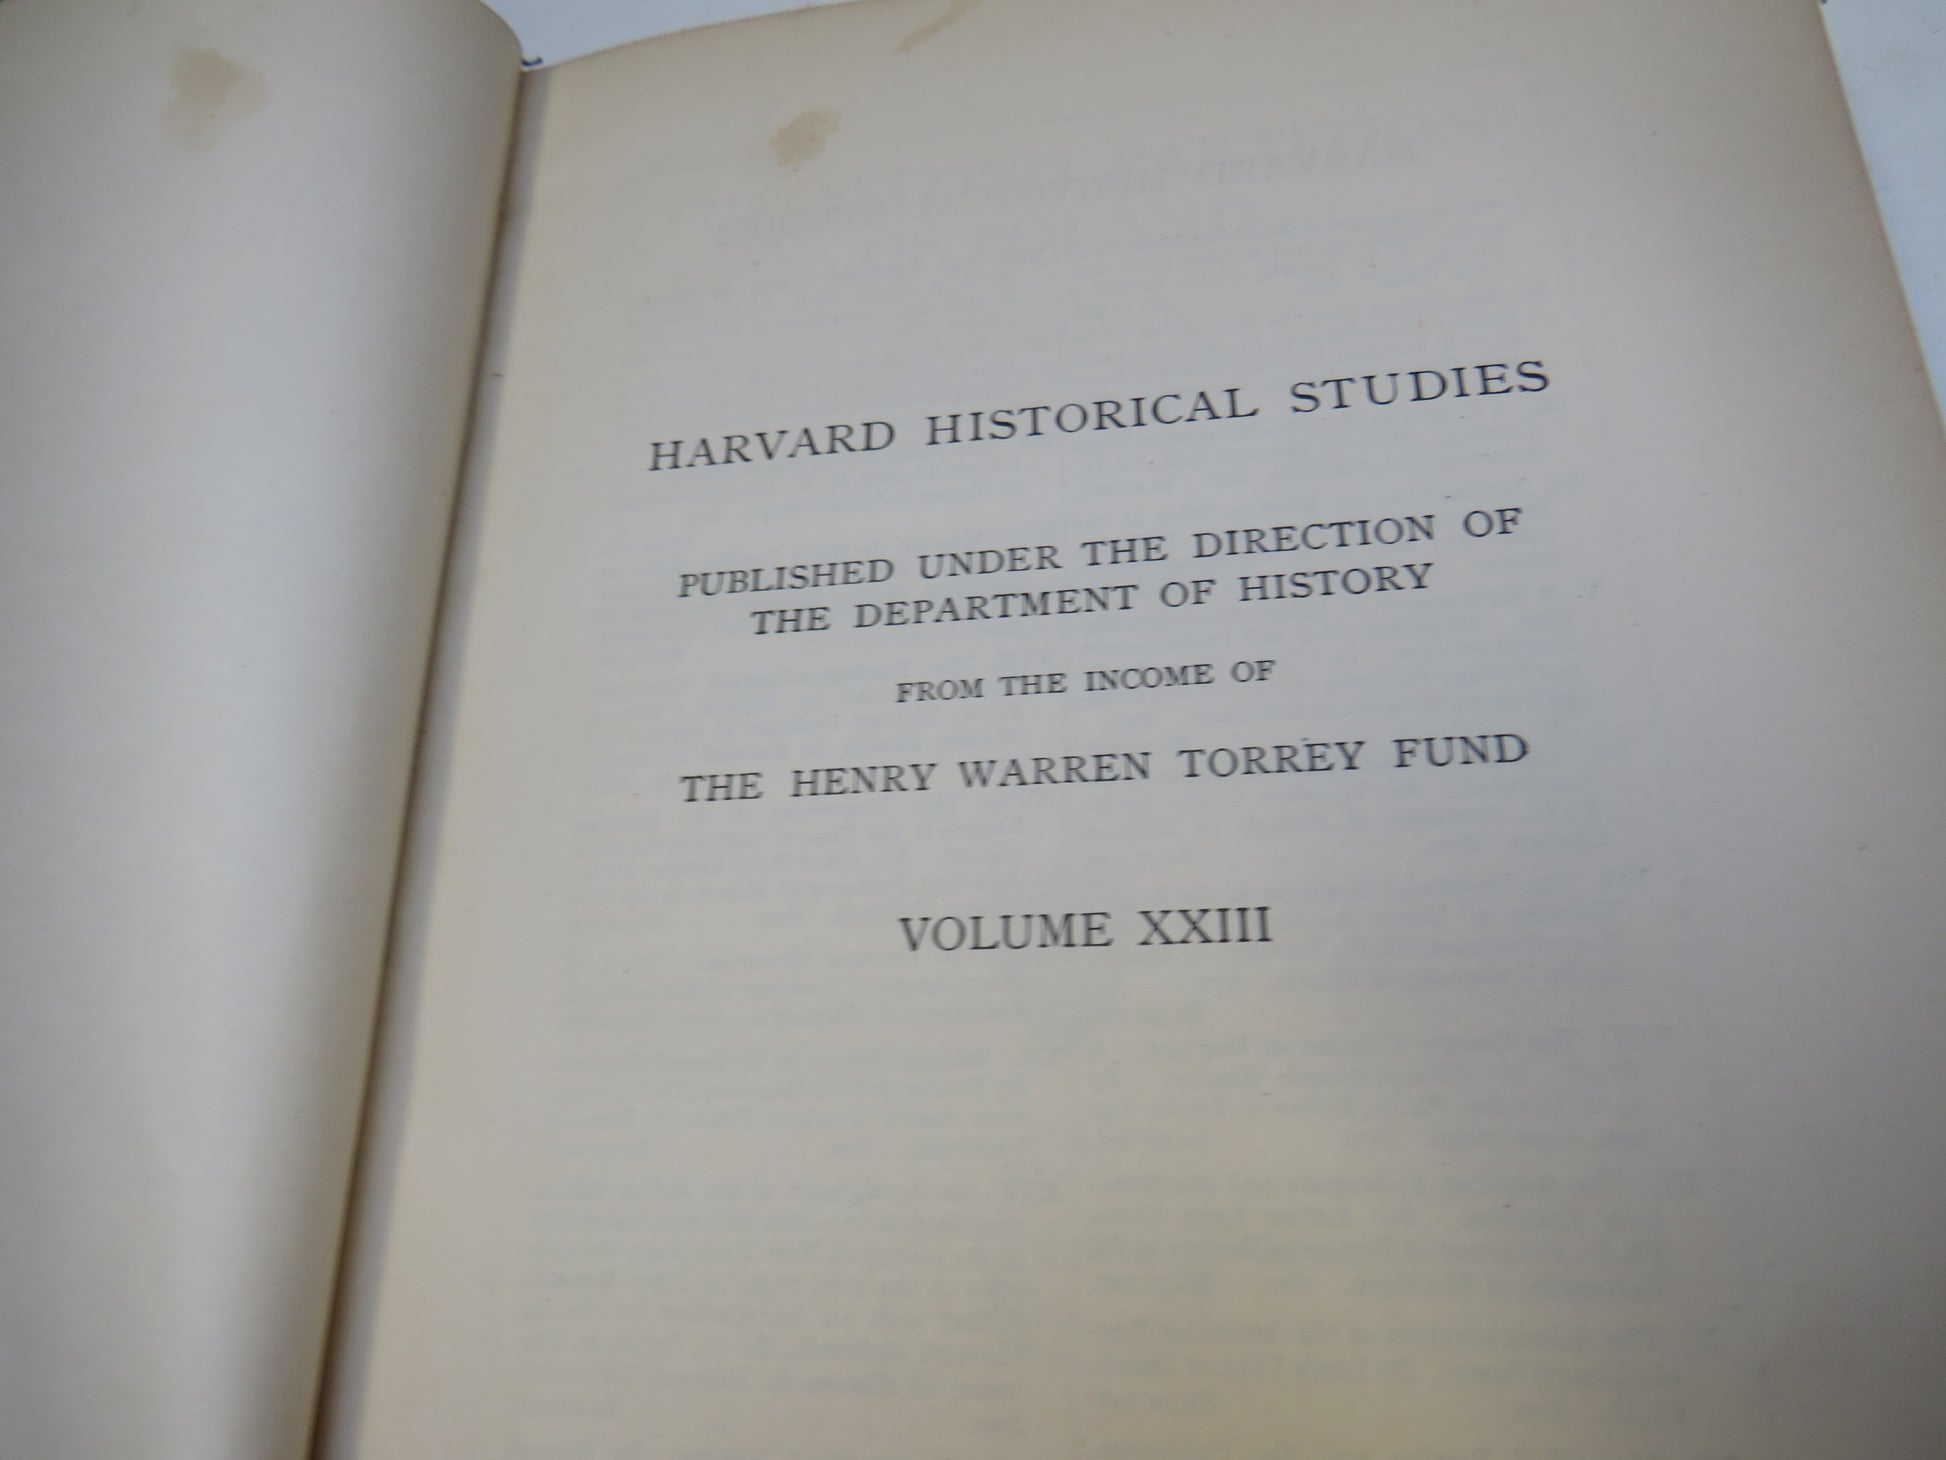 HARVARD HISTORICAL STUDIES
PUBLISHED UNDER THE DIRECTION OF
THE DEPARTMENT OF HISTORY
FROM THE INCOME OF
THE HENRY WARREN TORREY FUND
VOLUME XXIII